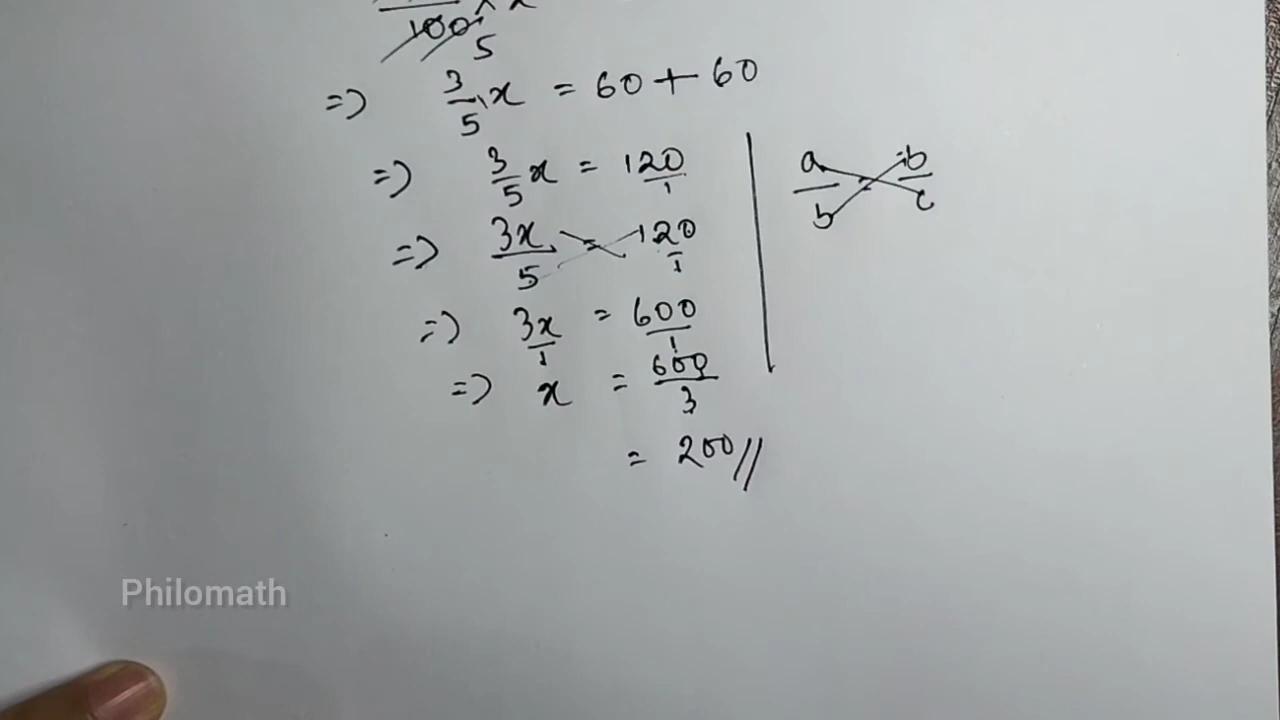 100
5
=> 3/5 x = 60 + 60
=> 3/5 x = 120/1
=> 3x/5 = 120/1
=> 3x/1 = 600/1
=> x = 600/3
= 200//
a/b = b/c
Philomath